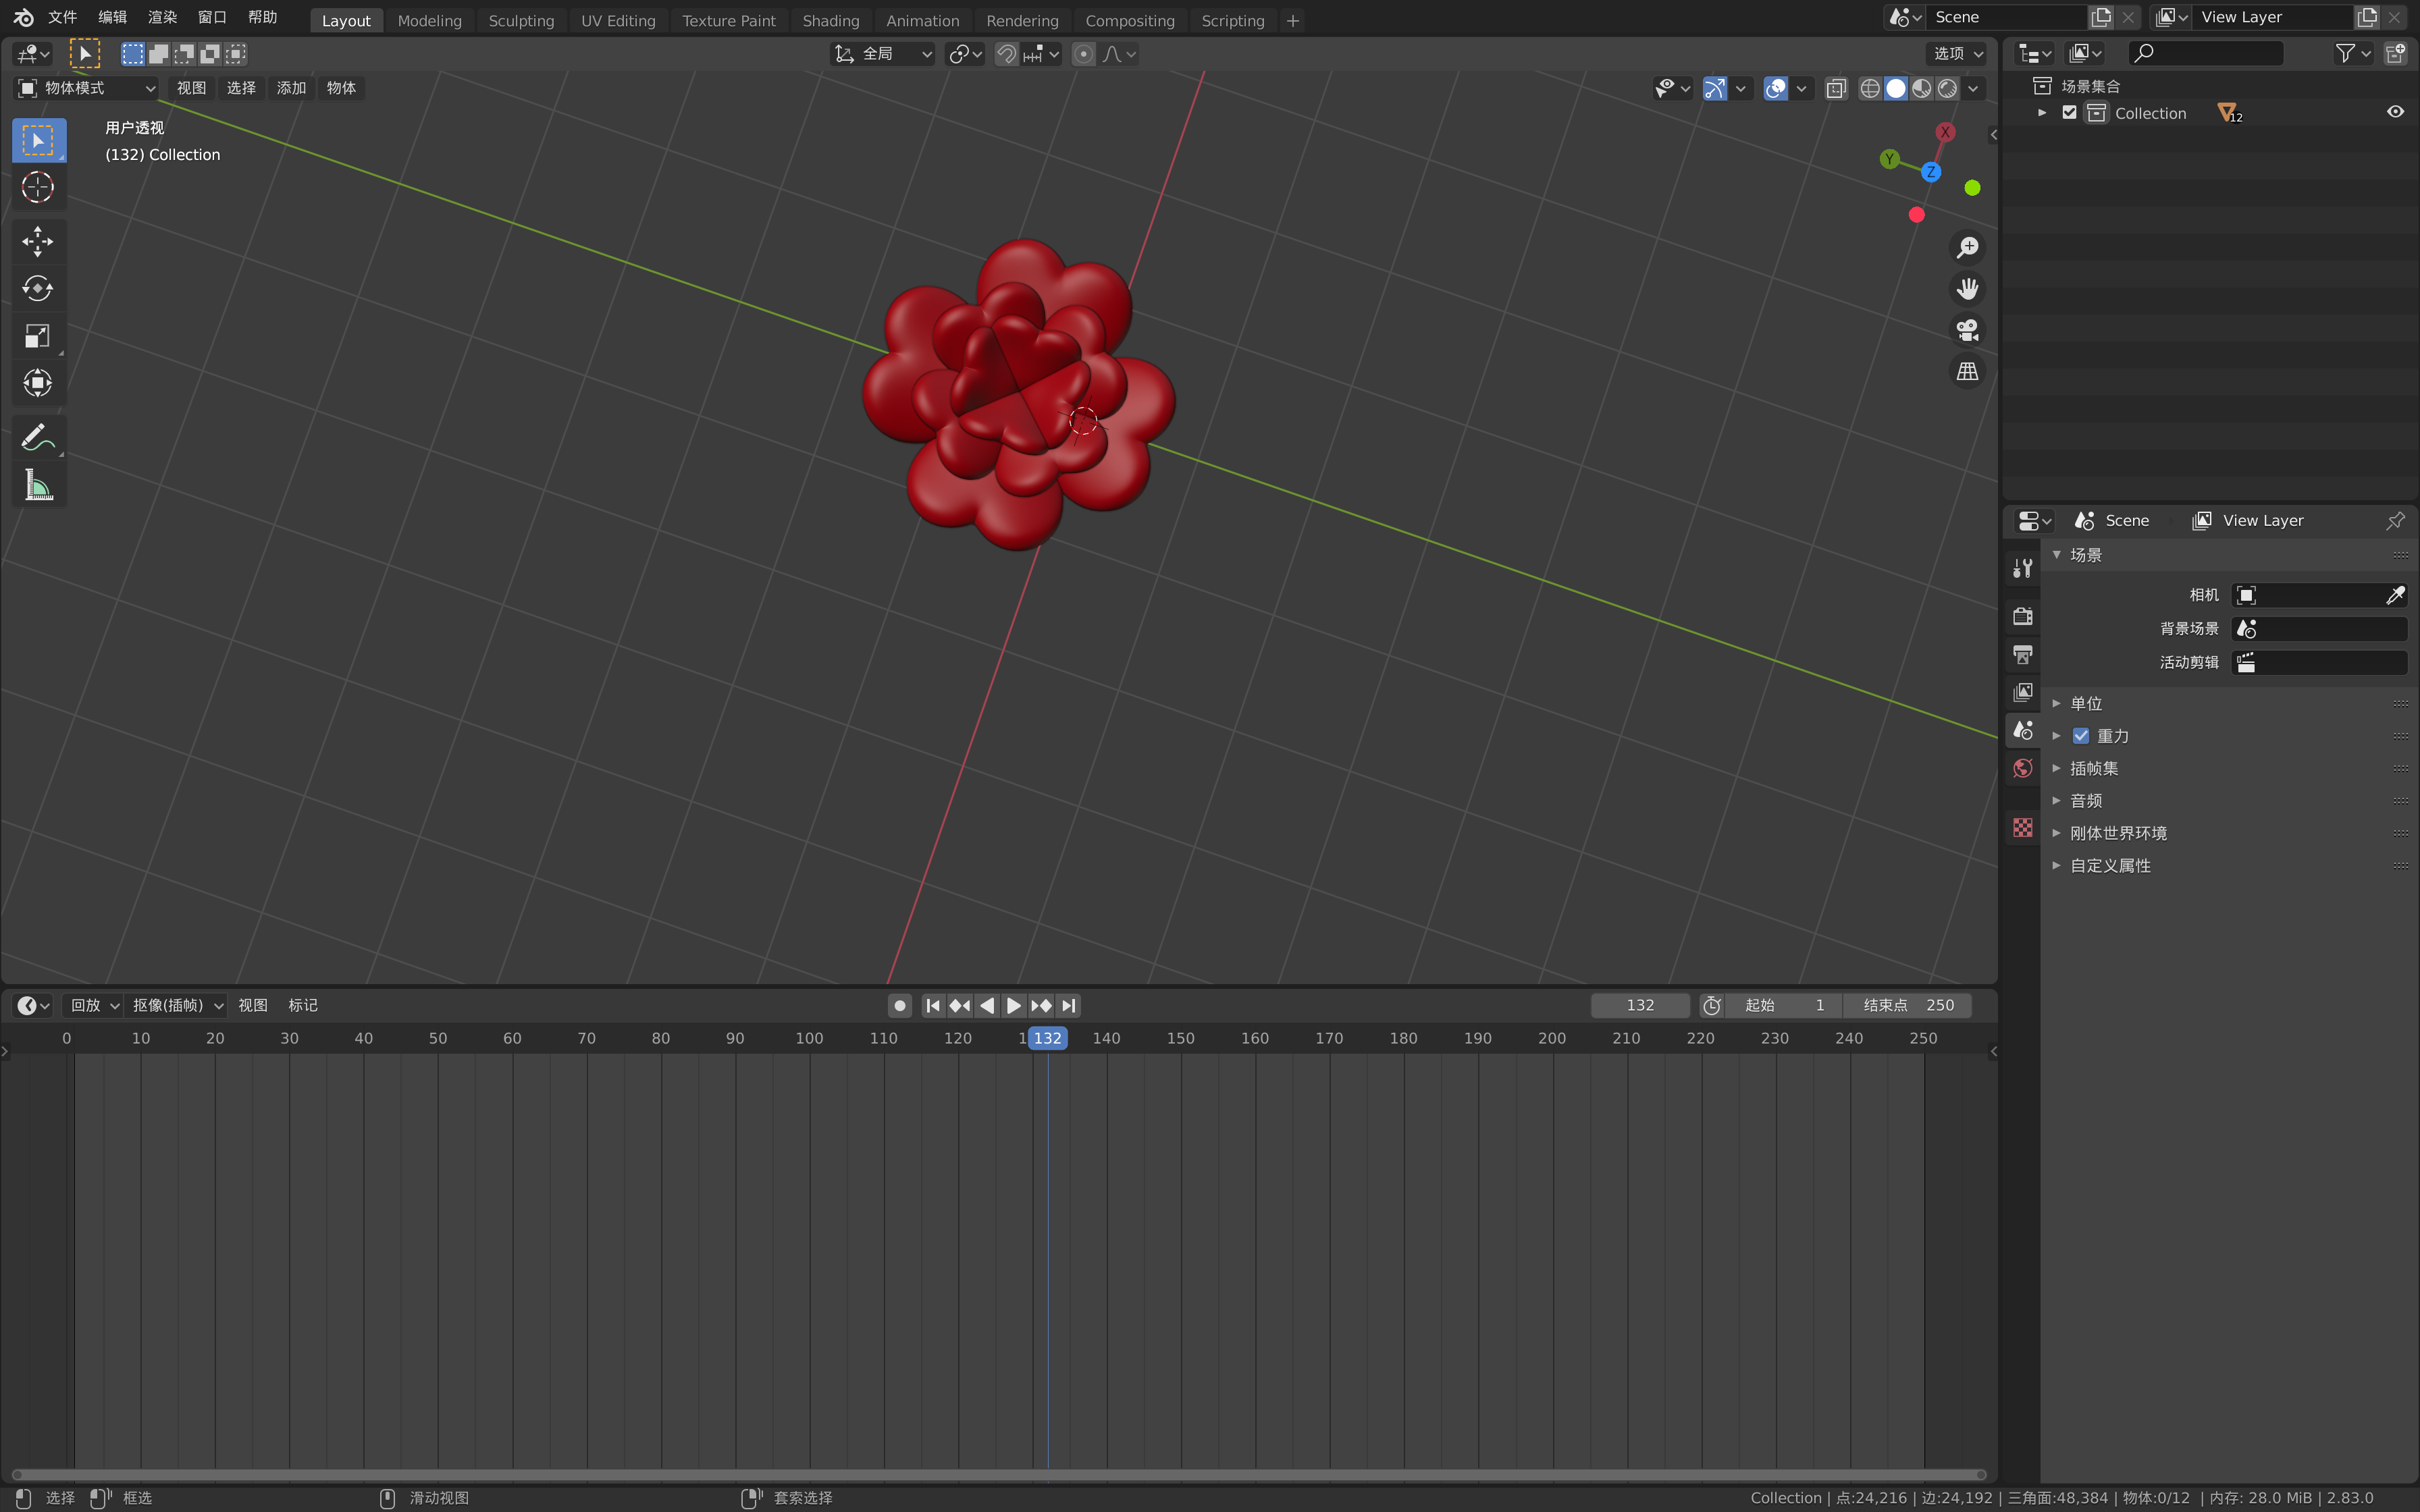 文件 编辑 渲染 窗口 帮助 Layout Modeling Sculpting UV Editing Texture Paint Shading Animation Rendering Compositing Scripting + Scene View Layer
全局 选项
物体模式 视图 选择 添加 物体
用户透视
(132) Collection
X
Y
Z
场景集合
Collection 12
Scene View Layer
场景
相机
背景场景
活动剪辑
单位
重力
插帧集
音频
刚体世界环境
自定义属性
回放 抠像(插帧) 视图 标记 132 起始 1 结束点 250
0 10 20 30 40 50 60 70 80 90 100 110 120 132 140 150 160 170 180 190 200 210 220 230 240 250
选择 框选 滑动视图 套索选择 Collection | 点:24,216 | 边:24,192 | 三角面:48,384 | 物体:0/12 | 内存: 28.0 MiB | 2.83.0